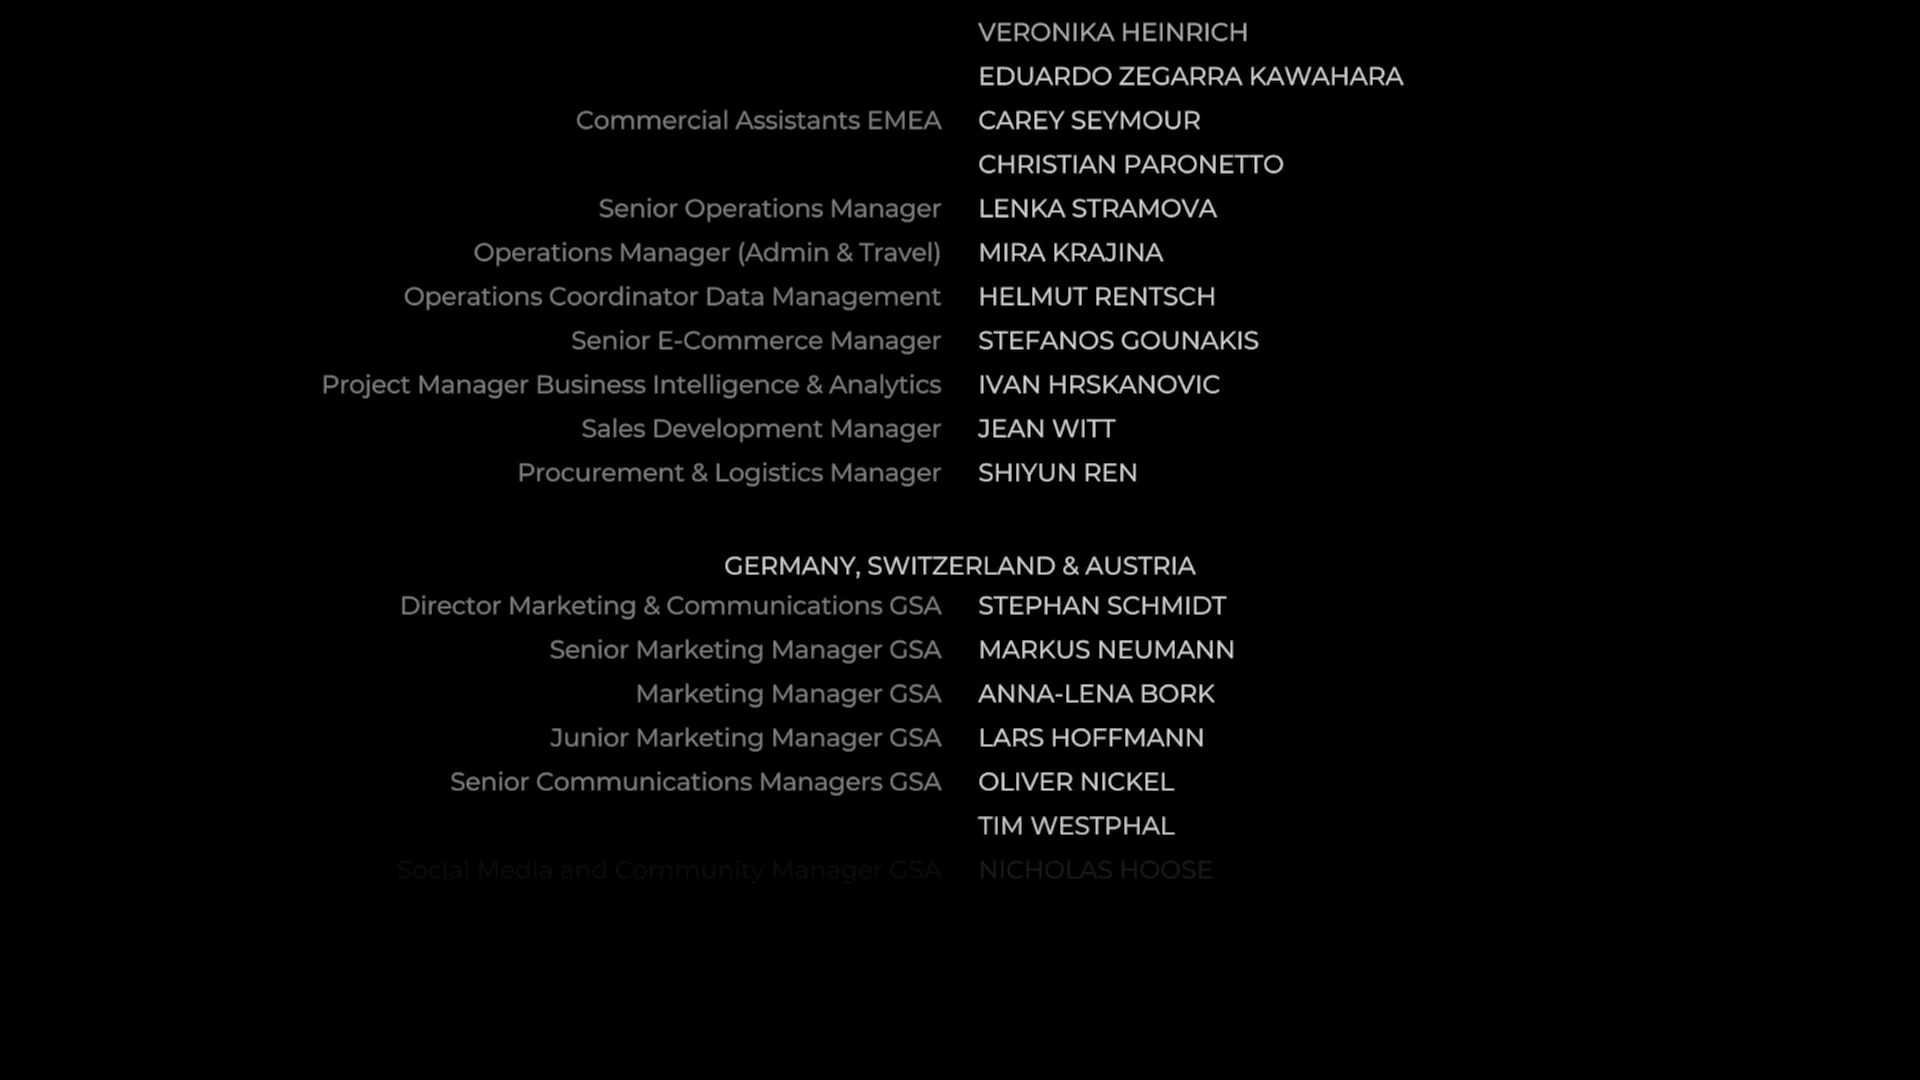 VERONIKA HEINRICH
EDUARDO ZEGARRA KAWAHARA
Commercial Assistants EMEA CAREY SEYMOUR
CHRISTIAN PARONETTO
Senior Operations Manager LENKA STRAMOVA
Operations Manager (Admin & Travel) MIRA KRAJINA
Operations Coordinator Data Management HELMUT RENTSCH
Senior E-Commerce Manager STEFANOS GOUNAKIS
Project Manager Business Intelligence & Analytics IVAN HRSKANOVIC
Sales Development Manager JEAN WITT
Procurement & Logistics Manager SHIYUN REN
GERMANY, SWITZERLAND & AUSTRIA
Director Marketing & Communications GSA STEPHAN SCHMIDT
Senior Marketing Manager GSA MARKUS NEUMANN
Marketing Manager GSA ANNA-LENA BORK
Junior Marketing Manager GSA LARS HOFFMANN
Senior Communications Managers GSA OLIVER NICKEL
TIM WESTPHAL
Social Media and Community Manager GSA NICHOLAS HOOSE